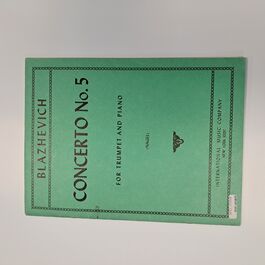 BLAZHEVICH
CONCERTO No. 5
FOR TRUMPET AND PIANO
INTERNATIONAL MUSIC COMPANY